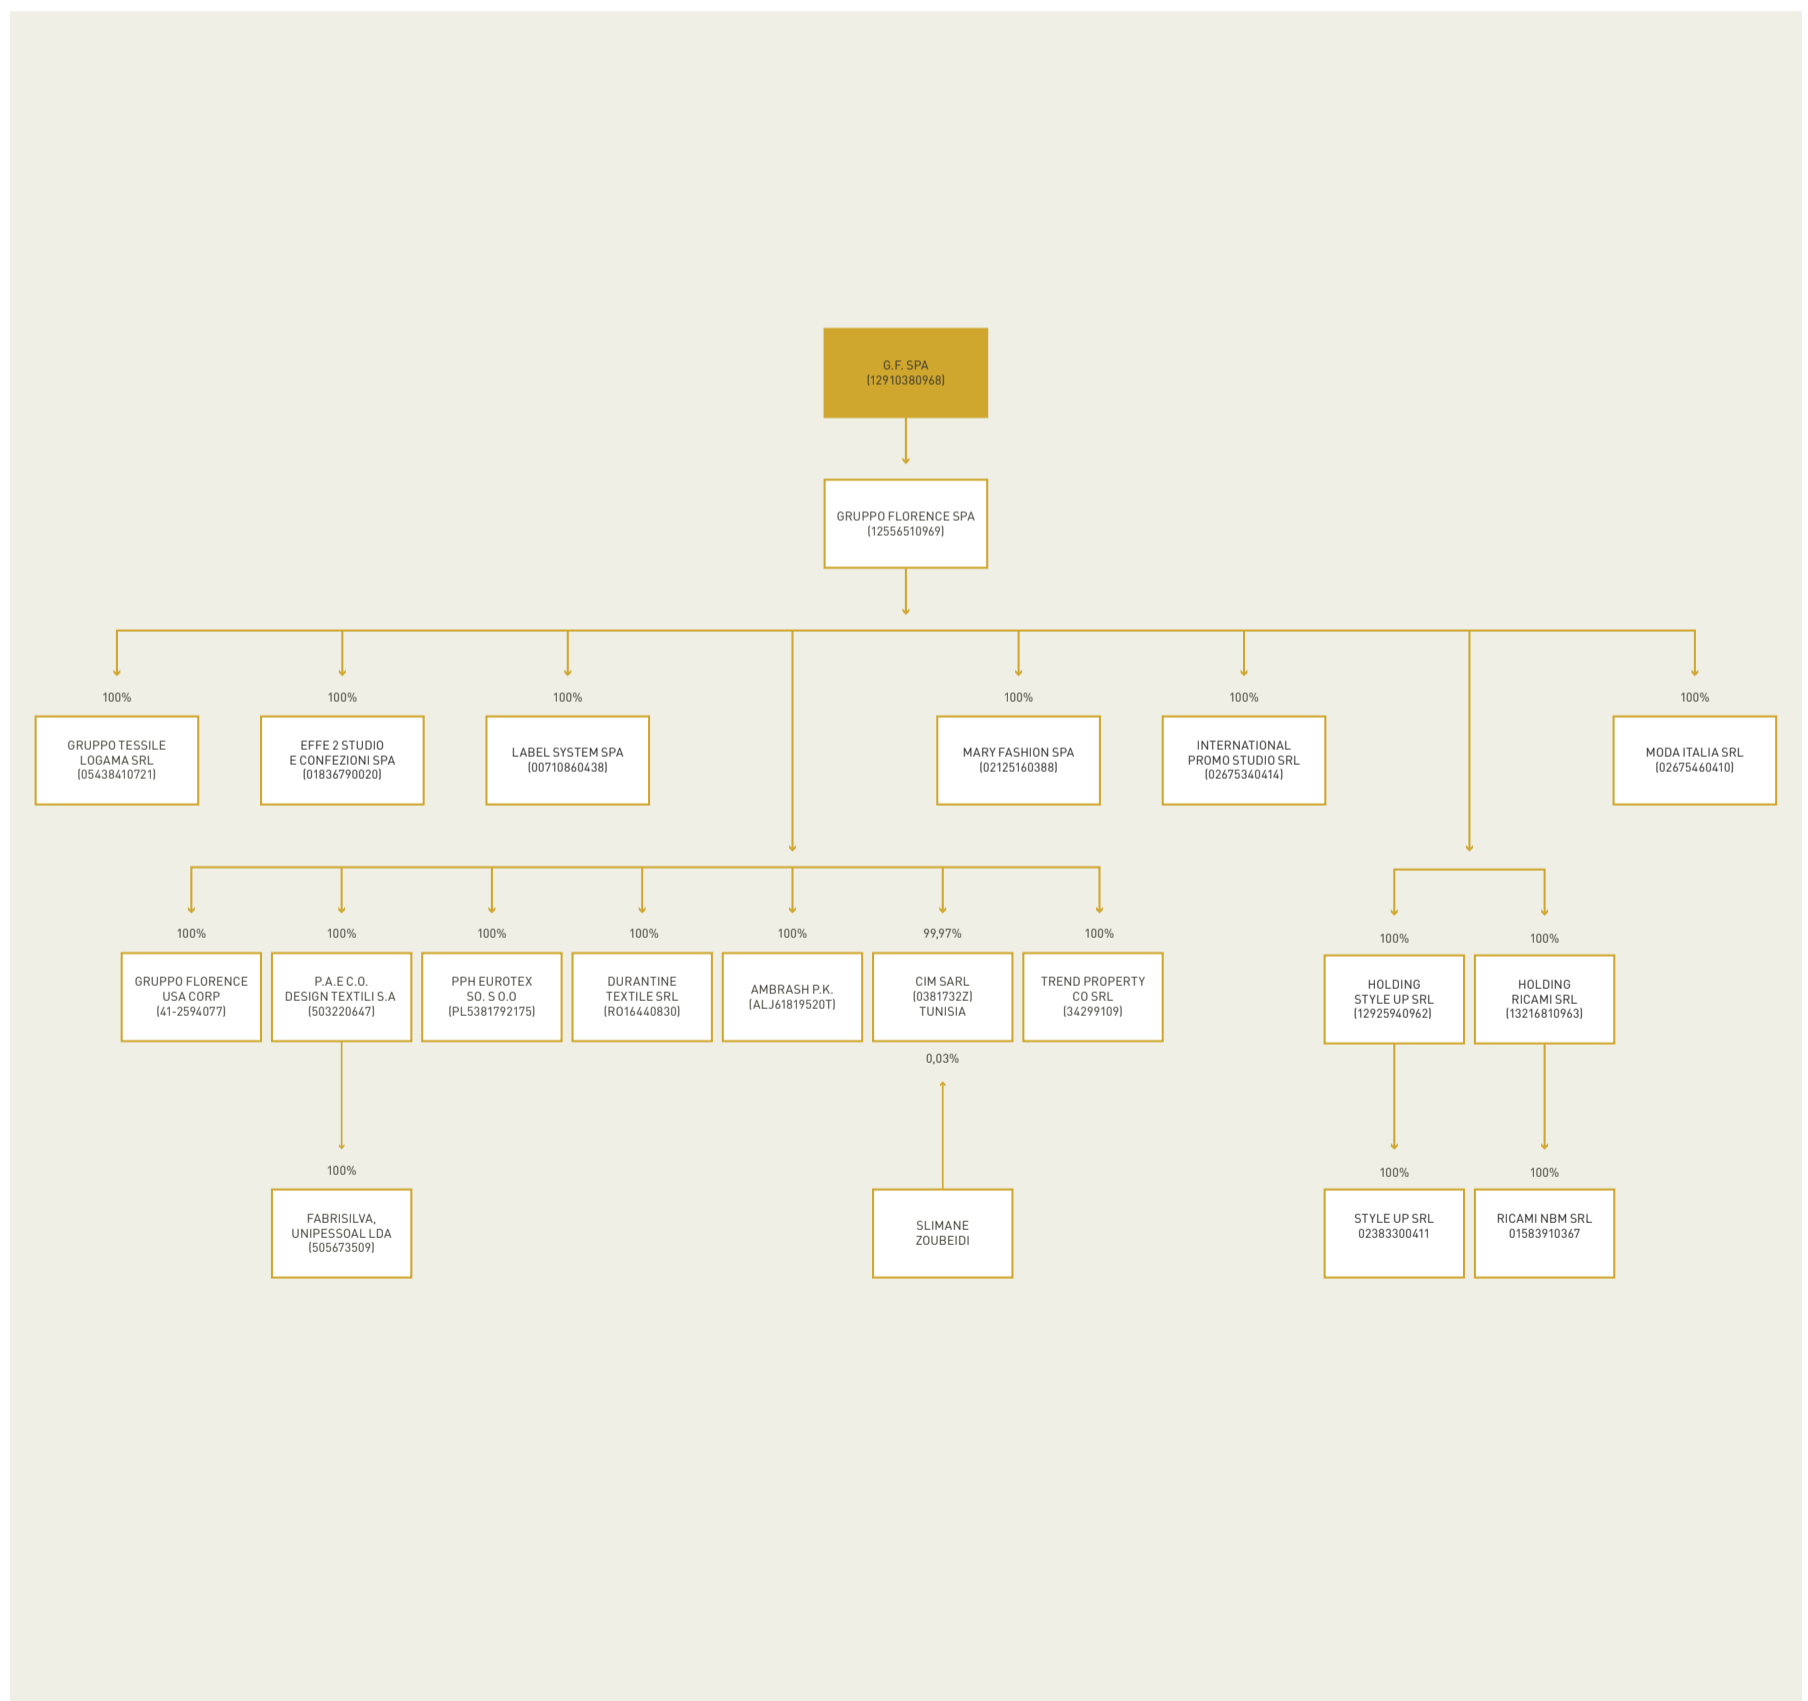 G.F. SPA
(12910380968)
GRUPPO FLORENCE SPA
(12556510969)
100%
100%
100%
100%
100%
100%
GRUPPO TESSILE
LOGAMA SRL
(05438410721)
EFFE 2 STUDIO
E CONFEZIONI SPA
(01836790020)
LABEL SYSTEM SPA
(00710860438)
MARY FASHION SPA
(02125160388)
INTERNATIONAL
PROMO STUDIO SRL
(02675340414)
MODA ITALIA SRL
(02675460410)
100%
100%
100%
100%
100%
99,97%
100%
100%
100%
GRUPPO FLORENCE
USA CORP
(41-2594077)
P.A.E C.O.
DESIGN TEXTILI S.A
(503220647)
PPH EUROTEX
SO. S O.O
(PL5381792175)
DURANTINE
TEXTILE SRL
(RO16440830)
AMBRASH P.K.
(ALJ61819520T)
CIM SARL
(0381732Z)
TUNISIA
TREND PROPERTY
CO SRL
(34299109)
HOLDING
STYLE UP SRL
(12925940962)
HOLDING
RICAMI SRL
(13216810963)
0,03%
100%
100%
100%
FABRISILVA,
UNIPESSOAL LDA
(505673509)
SLIMANE
ZOUBEIDI
STYLE UP SRL
02383300411
RICAMI NBM SRL
01583910367